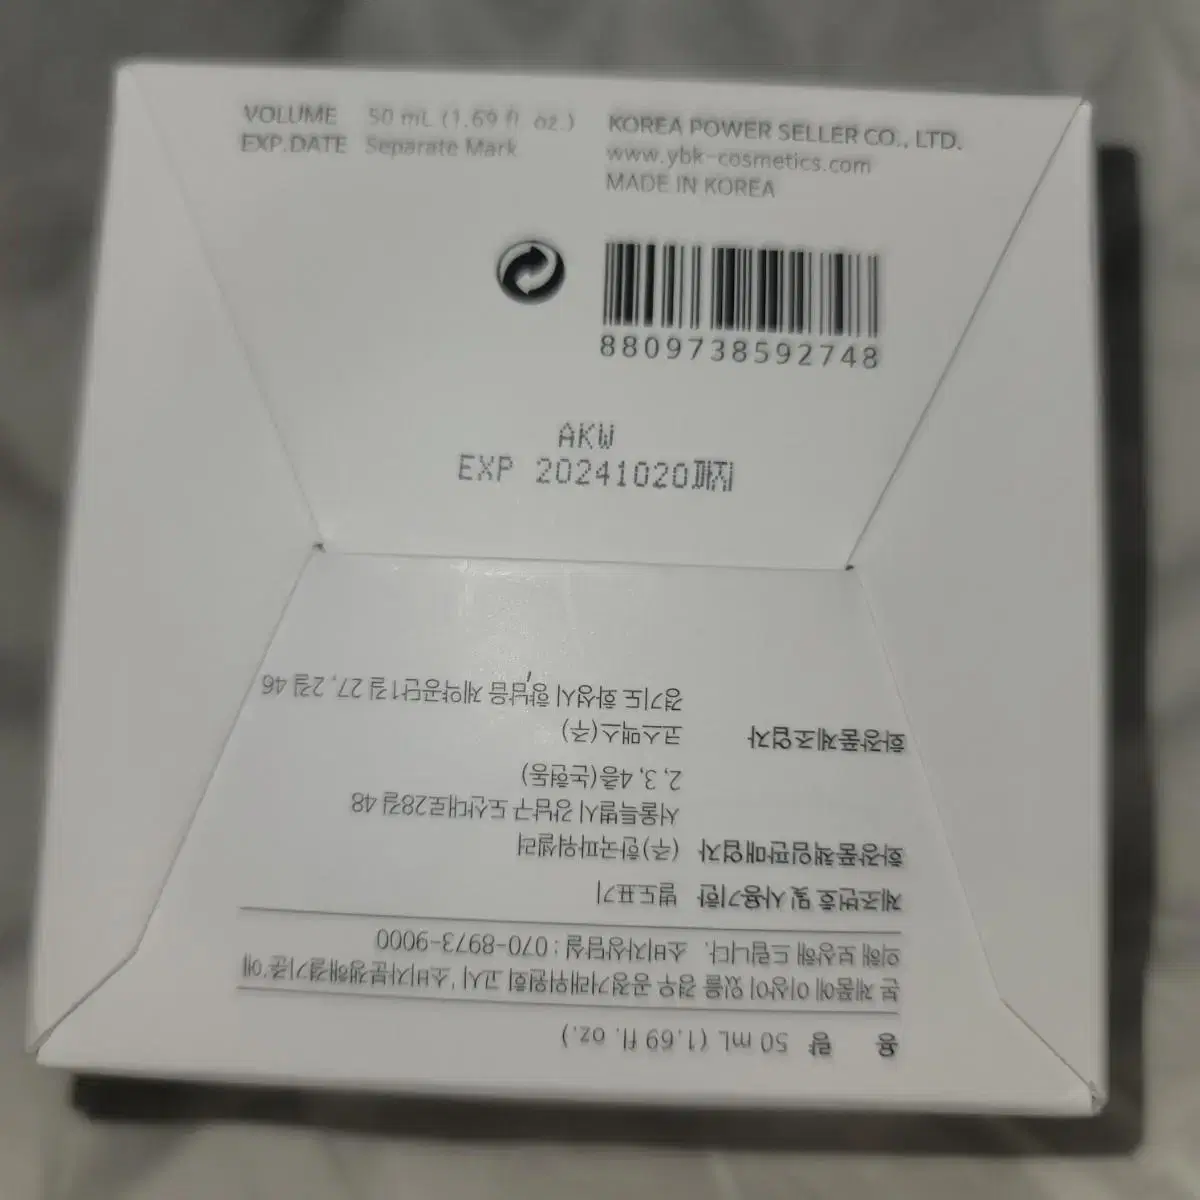 VOLUME 50 mL (1.69 fl. oz.)
EXP.DATE Separate Mark
KOREA POWER SELLER CO., LTD.
www.ybk-cosmetics.com
MADE IN KOREA
8809738592748
AKW
EXP 20241020까지
용 량 50 mL (1.69 fl. oz.)
본 제품에 이상이 있을 경우 공정거래위원회 고시 '소비자분쟁해결기준'에
의해 보상해 드립니다. 소비자상담실 : 070-8973-9000
제조번호 및 사용기한 별도표기
화장품책임판매업자 (주)한국파워셀러
서울특별시 강남구 도산대로28길 48
2, 3, 4층(논현동)
화장품제조업자 코스맥스(주)
경기도 화성시 향남읍 제약공단1길 27, 2길 46